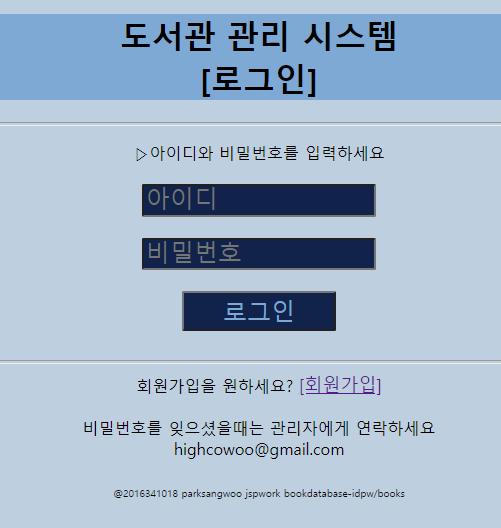 도서관 관리 시스템
[로그인]
▷아이디와 비밀번호를 입력하세요
아이디
비밀번호
로그인
회원가입을 원하세요? [회원가입]
비밀번호를 잊으셨을때는 관리자에게 연락하세요
highcowoo@gmail.com
@2016341018 parksangwoo jspwork bookdatabase-idpw/books